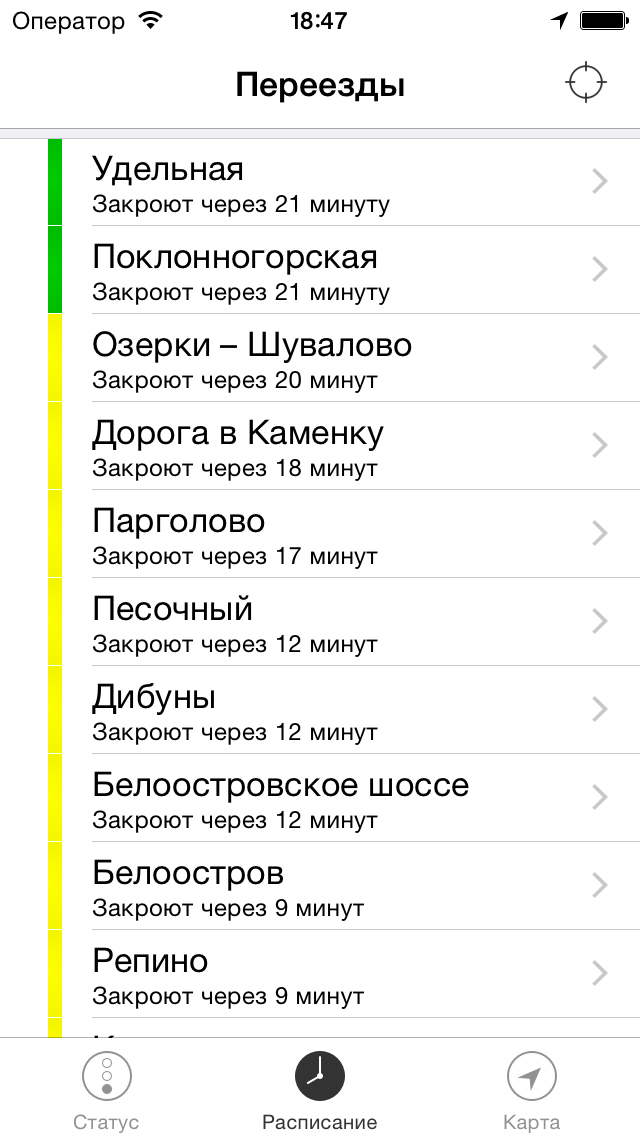 Оператор 18:47
Переезды
Удельная
Закроют через 21 минуту
Поклонногорская
Закроют через 21 минуту
Озерки – Шувалово
Закроют через 20 минут
Дорога в Каменку
Закроют через 18 минут
Парголово
Закроют через 17 минут
Песочный
Закроют через 12 минут
Дибуны
Закроют через 12 минут
Белоостровское шоссе
Закроют через 12 минут
Белоостров
Закроют через 9 минут
Репино
Закроют через 9 минут
Статус Расписание Карта